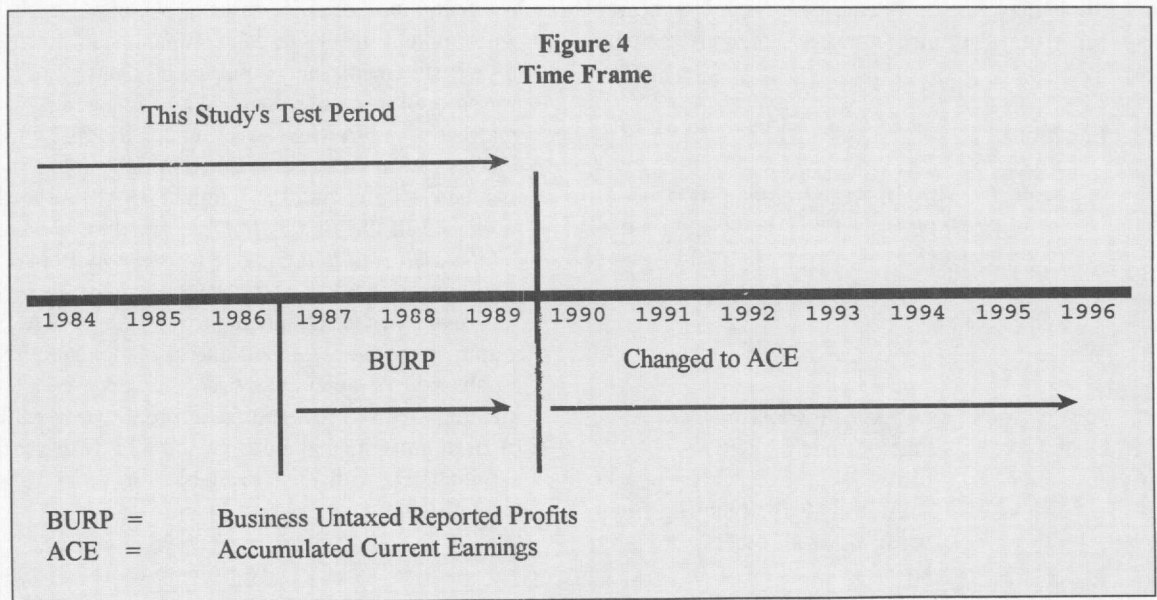 Figure 4
Time Frame
This Study's Test Period
1984 1985 1986 1987 1988 1989 1990 1991 1992 1993 1994 1995 1996
BURP Changed to ACE
BURP = Business Untaxed Reported Profits
ACE = Accumulated Current Earnings